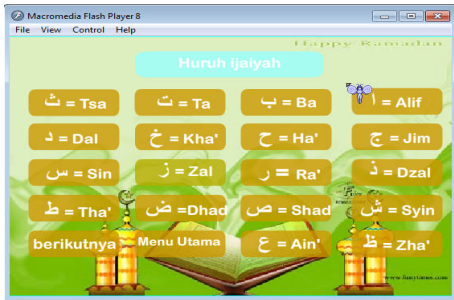 Macromedia Flash Player 8
File View Control Help
Happy Ramadan
Huruh ijaiyah
ث = Tsa ت = Ta ب = Ba ا = Alif
د = Dal خ = Kha' ح = Ha' ج = Jim
س = Sin ز = Zal ر = Ra' ذ = Dzal
ط = Tha' ض =Dhad ص = Shad ش = Syin
berikutnya Menu Utama ع = Ain' ظ = Zha'